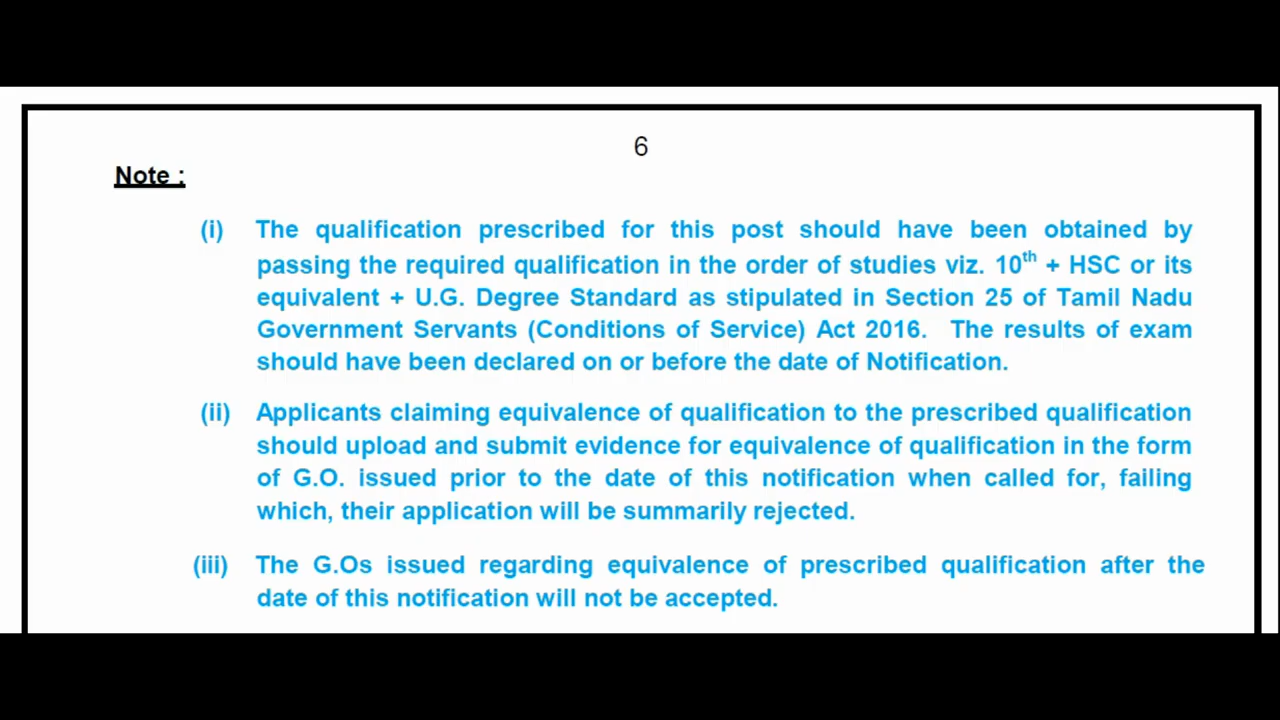 6
Note :
(i) The qualification prescribed for this post should have been obtained by
passing the required qualification in the order of studies viz. 10th + HSC or its
equivalent + U.G. Degree Standard as stipulated in Section 25 of Tamil Nadu
Government Servants (Conditions of Service) Act 2016. The results of exam
should have been declared on or before the date of Notification.
(ii) Applicants claiming equivalence of qualification to the prescribed qualification
should upload and submit evidence for equivalence of qualification in the form
of G.O. issued prior to the date of this notification when called for, failing
which, their application will be summarily rejected.
(iii) The G.Os issued regarding equivalence of prescribed qualification after the
date of this notification will not be accepted.